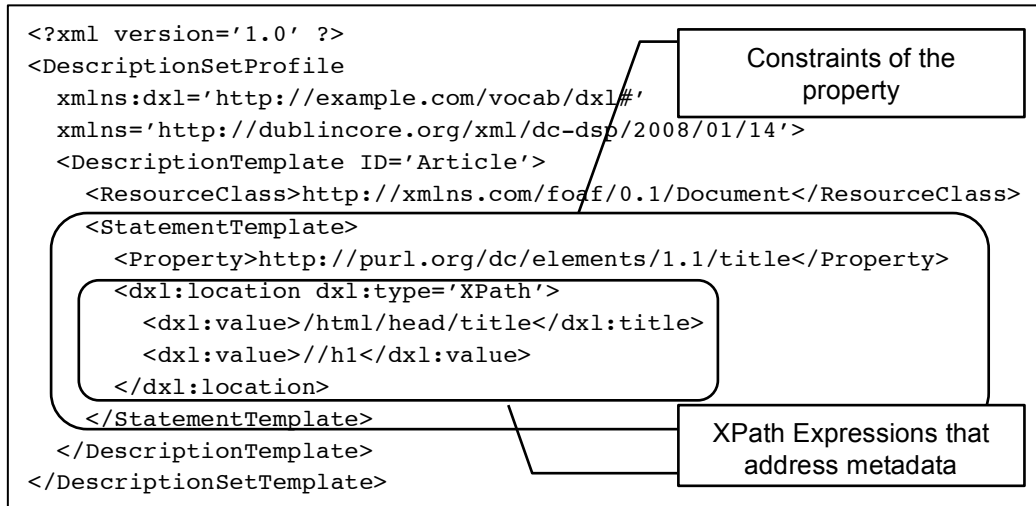 <?xml version='1.0' ?>
<DescriptionSetProfile
xmlns:dxl='http://example.com/vocab/dxl#'
xmlns='http://dublincore.org/xml/dc-dsp/2008/01/14'>
<DescriptionTemplate ID='Article'>
<ResourceClass>http://xmlns.com/foaf/0.1/Document</ResourceClass>
<StatementTemplate>
<Property>http://purl.org/dc/elements/1.1/title</Property>
<dxl:location dxl:type='XPath'>
<dxl:value>/html/head/title</dxl:title>
<dxl:value>//h1</dxl:value>
</dxl:location>
</StatementTemplate>
</DescriptionTemplate>
</DescriptionSetTemplate>
Constraints of the
property
XPath Expressions that
address metadata